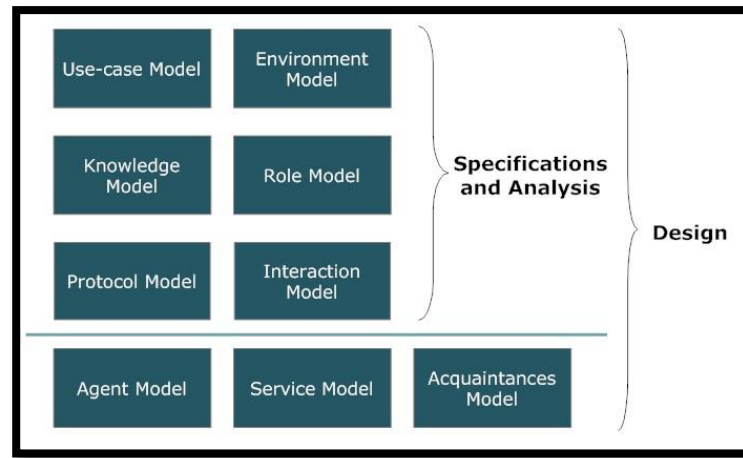 Use-case Model
Environment
Model
Knowledge
Model
Role Model
Specifications
and Analysis
Design
Protocol Model
Interaction
Model
Agent Model
Service Model
Acquaintances
Model